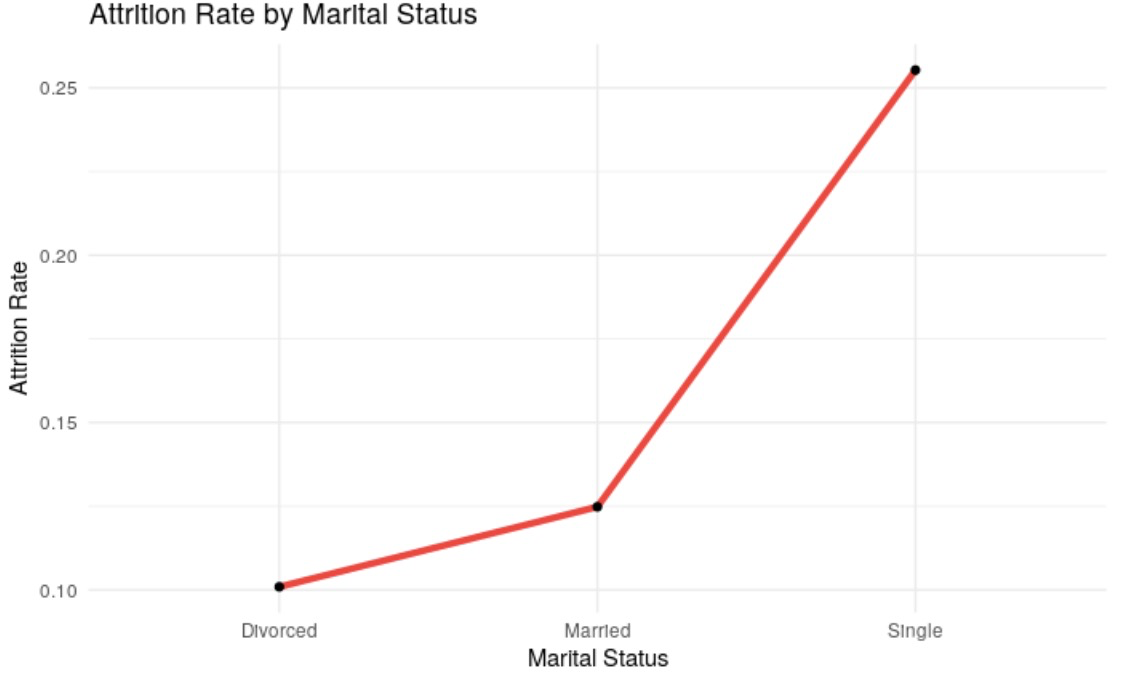 Attrition Rate by Marital Status
0.25
0.20
0.15
0.10
Attrition Rate
Divorced
Married
Single
Marital Status